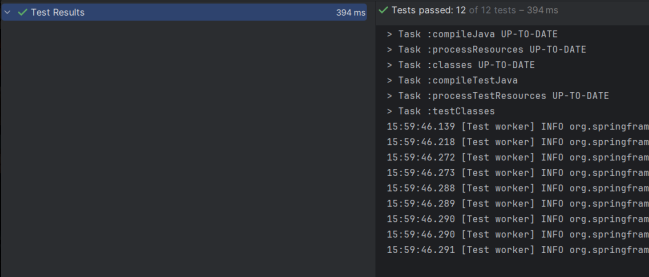 Test Results 394 ms
Tests passed: 12 of 12 tests – 394 ms
> Task :compileJava UP-TO-DATE
> Task :processResources UP-TO-DATE
> Task :classes UP-TO-DATE
> Task :compileTestJava
> Task :processTestResources UP-TO-DATE
> Task :testClasses
15:59:46.139 [Test worker] INFO org.springfram
15:59:46.218 [Test worker] INFO org.springfram
15:59:46.272 [Test worker] INFO org.springfram
15:59:46.273 [Test worker] INFO org.springfram
15:59:46.288 [Test worker] INFO org.springfram
15:59:46.289 [Test worker] INFO org.springfram
15:59:46.290 [Test worker] INFO org.springfram
15:59:46.290 [Test worker] INFO org.springfram
15:59:46.291 [Test worker] INFO org.springfram